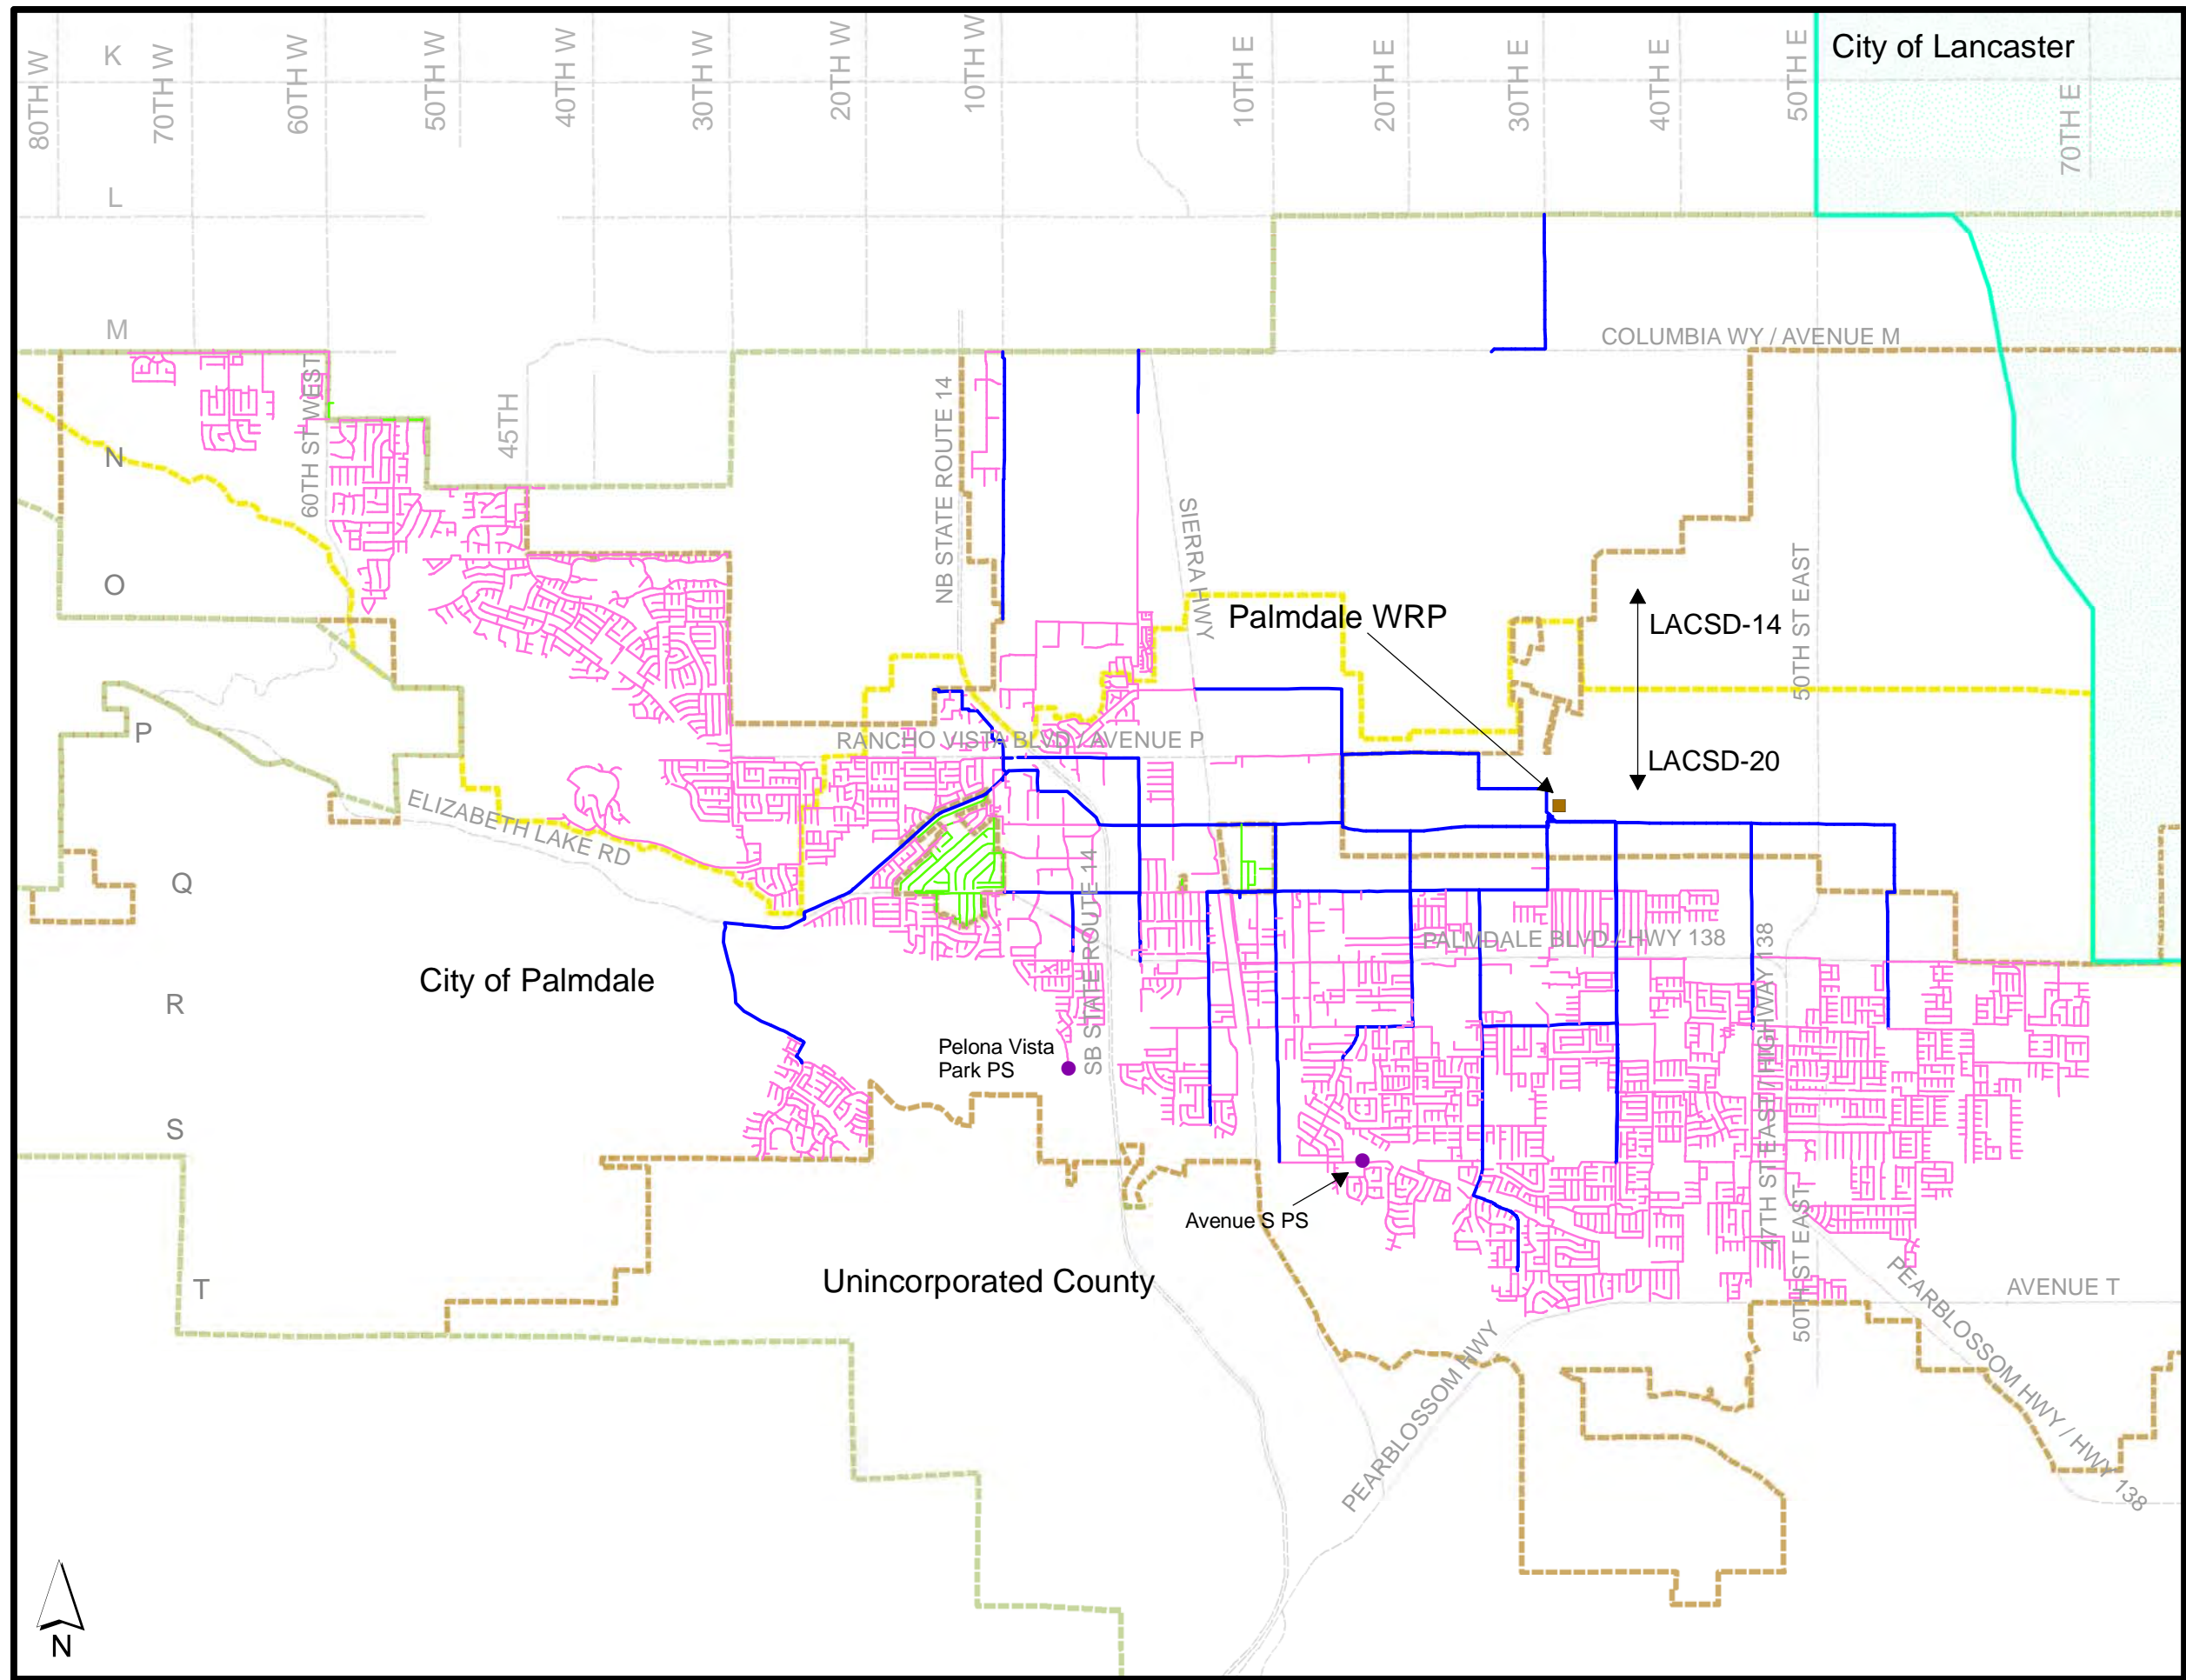 80TH W
70TH W
60TH W
50TH W
40TH W
30TH W
20TH W
10TH W
10TH E
20TH E
30TH E
40TH E
50TH E
70TH E
City of Lancaster
K
L
M
N
O
P
Q
R
S
T
COLUMBIA WY / AVENUE M
60TH ST WEST
45TH
NB STATE ROUTE 14
SIERRA HWY
50TH ST EAST
Palmdale WRP
LACSD-14
LACSD-20
RANCHO VISTA BLVD / AVENUE P
ELIZABETH LAKE RD
City of Palmdale
SB STATE ROUTE 14
PALMDALE BLVD / HWY 138
47TH ST EAST / HIGHWAY 138
Pelona Vista
Park PS
Avenue S PS
Unincorporated County
50TH ST EAST
AVENUE T
PEARBLOSSOM HWY
PEARBLOSSOM HWY / HWY 138
N